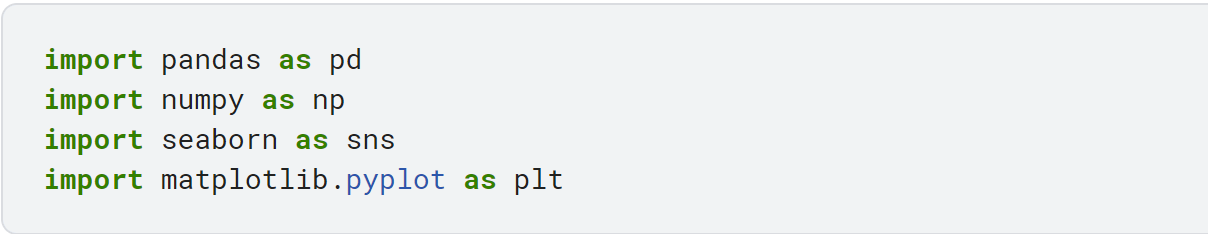 import pandas as pd
import numpy as np
import seaborn as sns
import matplotlib.pyplot as plt